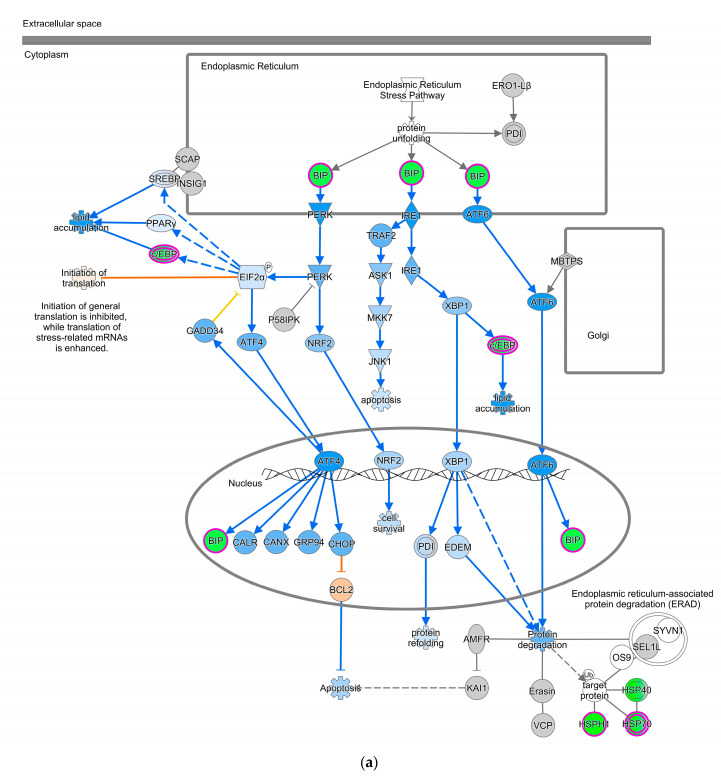 Extracellular space
Cytoplasm
Endoplasmic Reticulum
Endoplasmic Reticulum
Stress Pathway
ERO1-Lβ
protein
unfolding
PDI
SCAP
SREBP
INSIG1
BIP
BIP
BIP
PERK
IRE1
ATF6
lipid
accumulation
PPARγ
TRAF2
cEBP
MBTPS
Initiation of
translation
EIF2α
P
PERK
ASK1
IRE1
Initiation of general
translation is inhibited,
while translation of
stress-related mRNAs
is enhanced.
P58IPK
XBP1
ATF6
MKK7
Golgi
GADD34
ATF4
NRF2
cEBP
JNK1
apoptosis
lipid
accumulation
ATF4
NRF2
XBP1
ATF6
Nucleus
cell
survival
BIP
CALR
CANX
GRP94
CHOP
PDI
EDEM
BIP
BCL2
Endoplasmic reticulum-associated
protein degradation (ERAD)
protein
refolding
AMFR
Protein
degradation
SYVN1
SEL1L
OS9
Ub
target
protein
Apoptosis
KAI1
Erasin
HSP40
VCP
HSPH1
HSP70
(a)